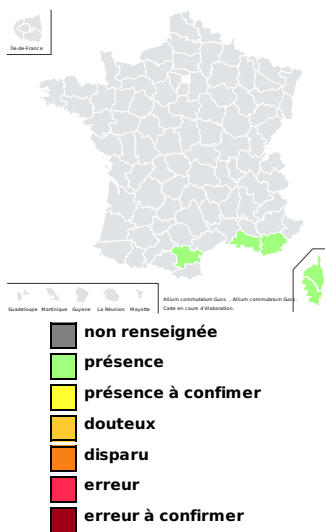 Île-de-France
Allium commutatum Guss. , Allium commutatum Guss.
Carte en cours d'élaboration.
Guadeloupe Martinique Guyane La Réunion Mayotte
non renseignée
présence
présence à confimer
douteux
disparu
erreur
erreur à confirmer